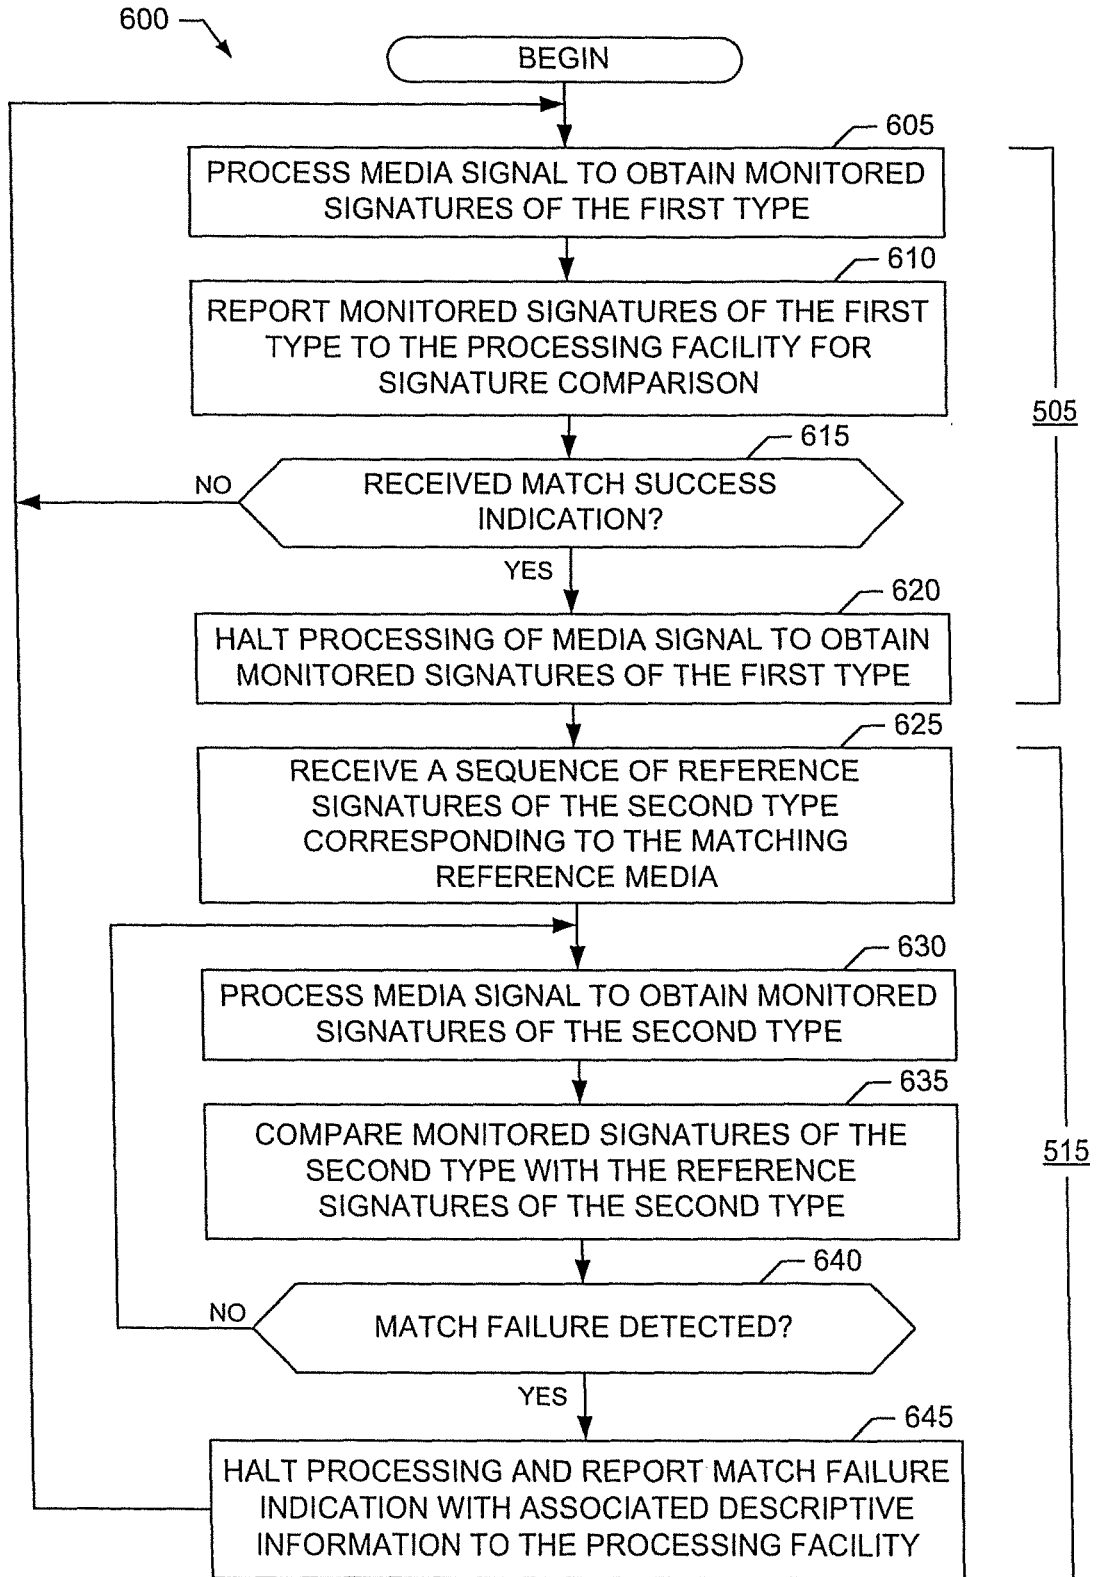 600
BEGIN
605
PROCESS MEDIA SIGNAL TO OBTAIN MONITORED
SIGNATURES OF THE FIRST TYPE
610
REPORT MONITORED SIGNATURES OF THE FIRST
TYPE TO THE PROCESSING FACILITY FOR
SIGNATURE COMPARISON
505
615
NO
RECEIVED MATCH SUCCESS
INDICATION?
YES
620
HALT PROCESSING OF MEDIA SIGNAL TO OBTAIN
MONITORED SIGNATURES OF THE FIRST TYPE
625
RECEIVE A SEQUENCE OF REFERENCE
SIGNATURES OF THE SECOND TYPE
CORRESPONDING TO THE MATCHING
REFERENCE MEDIA
630
PROCESS MEDIA SIGNAL TO OBTAIN MONITORED
SIGNATURES OF THE SECOND TYPE
635
COMPARE MONITORED SIGNATURES OF THE
SECOND TYPE WITH THE REFERENCE
SIGNATURES OF THE SECOND TYPE
515
640
NO
MATCH FAILURE DETECTED?
YES
645
HALT PROCESSING AND REPORT MATCH FAILURE
INDICATION WITH ASSOCIATED DESCRIPTIVE
INFORMATION TO THE PROCESSING FACILITY